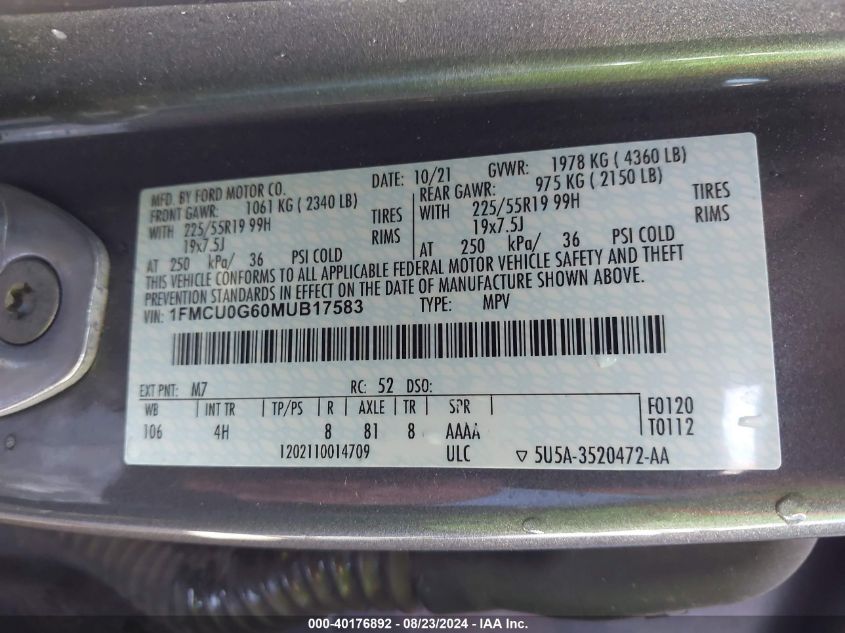 MFD. BY FORD MOTOR CO. DATE: 10/21 GVWR: 1978 KG ( 4360 LB)
FRONT GAWR: 1061 KG ( 2340 LB) REAR GAWR: 975 KG ( 2150 LB)
WITH 225/55R19 99H TIRES WITH 225/55R19 99H TIRES
19x7.5J RIMS 19x7.5J RIMS
AT 250 kPa/ 36 PSI COLD AT 250 kPa/ 36 PSI COLD
THIS VEHICLE CONFORMS TO ALL APPLICABLE FEDERAL MOTOR VEHICLE SAFETY AND THEFT
PREVENTION STANDARDS IN EFFECT ON THE DATE OF MANUFACTURE SHOWN ABOVE.
VIN: 1FMCU0G60MUB17583 TYPE: MPV
EXT PNT: M7 RC: 52 DSO:
WB INT TR TP/PS R AXLE TR SPR F0120
106 4H 8 81 8 AAAA T0112
1202110014709 ULC ▽ 5U5A-3520472-AA
000-40176892 - 08/23/2024 - IAA Inc.